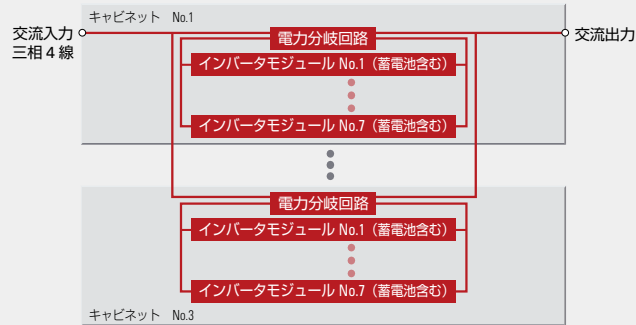 キャビネット No.1
交流入力
三相4線
電力分岐回路
交流出力
インバータモジュール No.1（蓄電池含む）
インバータモジュール No.7（蓄電池含む）
電力分岐回路
インバータモジュール No.1（蓄電池含む）
インバータモジュール No.7（蓄電池含む）
キャビネット No.3